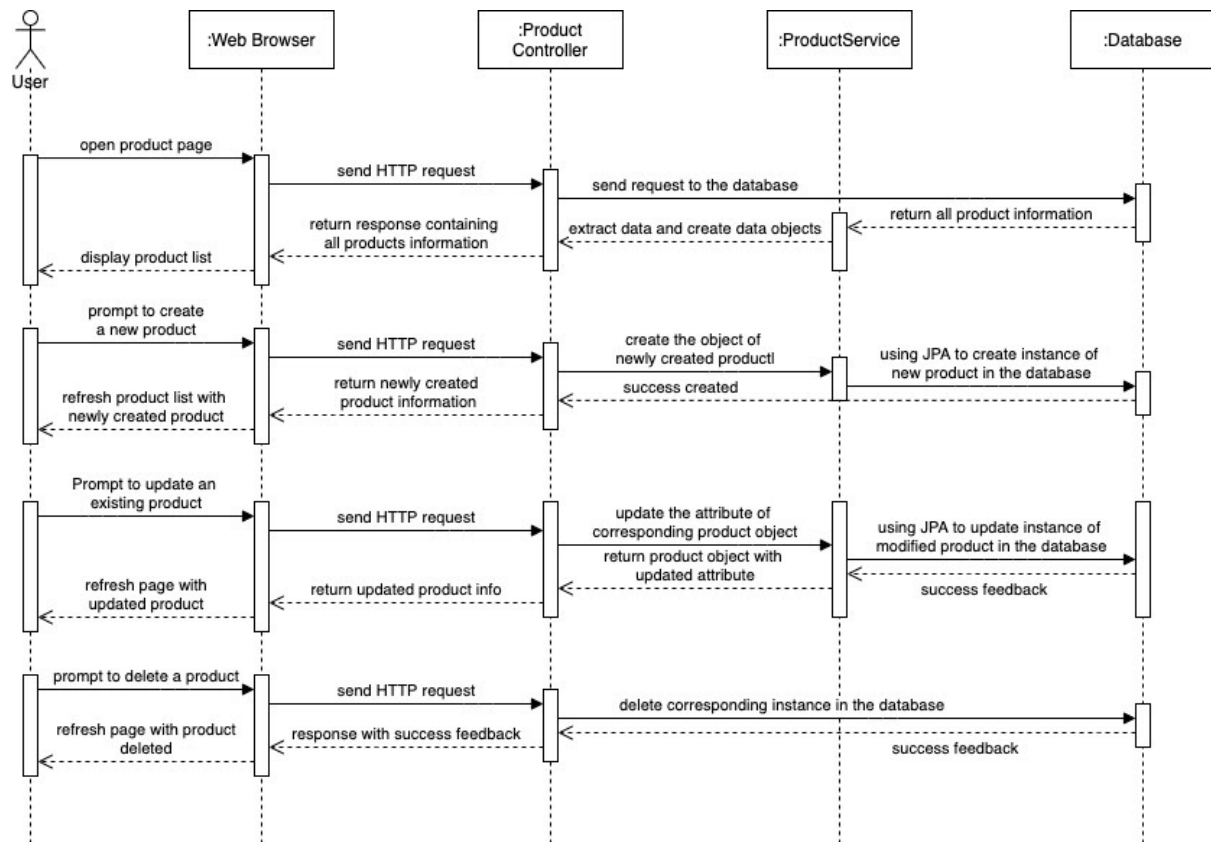 User
:Web Browser
:Product
Controller
:ProductService
:Database
open product page
send HTTP request
send request to the database
return response containing
all products information
extract data and create data objects
return all product information
display product list
prompt to create
a new product
send HTTP request
create the object of
newly created productl
using JPA to create instance of
new product in the database
success created
return newly created
product information
refresh product list with
newly created product
Prompt to update an
existing product
send HTTP request
update the attribute of
corresponding product object
using JPA to update instance of
modified product in the database
return product object with
updated attribute
success feedback
return updated product info
refresh page with
updated product
prompt to delete a product
send HTTP request
delete corresponding instance in the database
success feedback
response with success feedback
refresh page with product
deleted